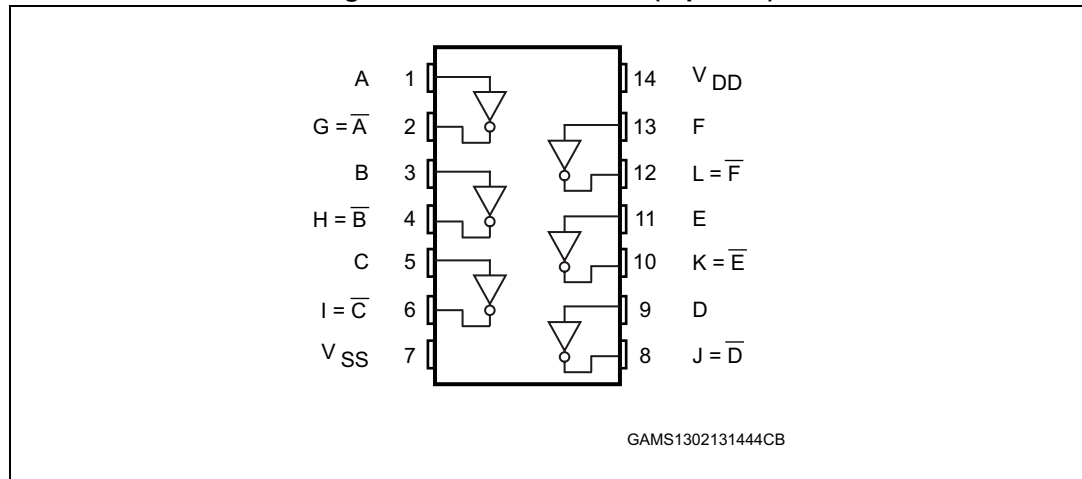 A 1 14 V DD
G = A̅ 2 13 F
B 3 12 L = F̅
H = B̅ 4 11 E
C 5 10 K = E̅
I = C̅ 6 9 D
V SS 7 8 J = D̅
GAMS1302131444CB